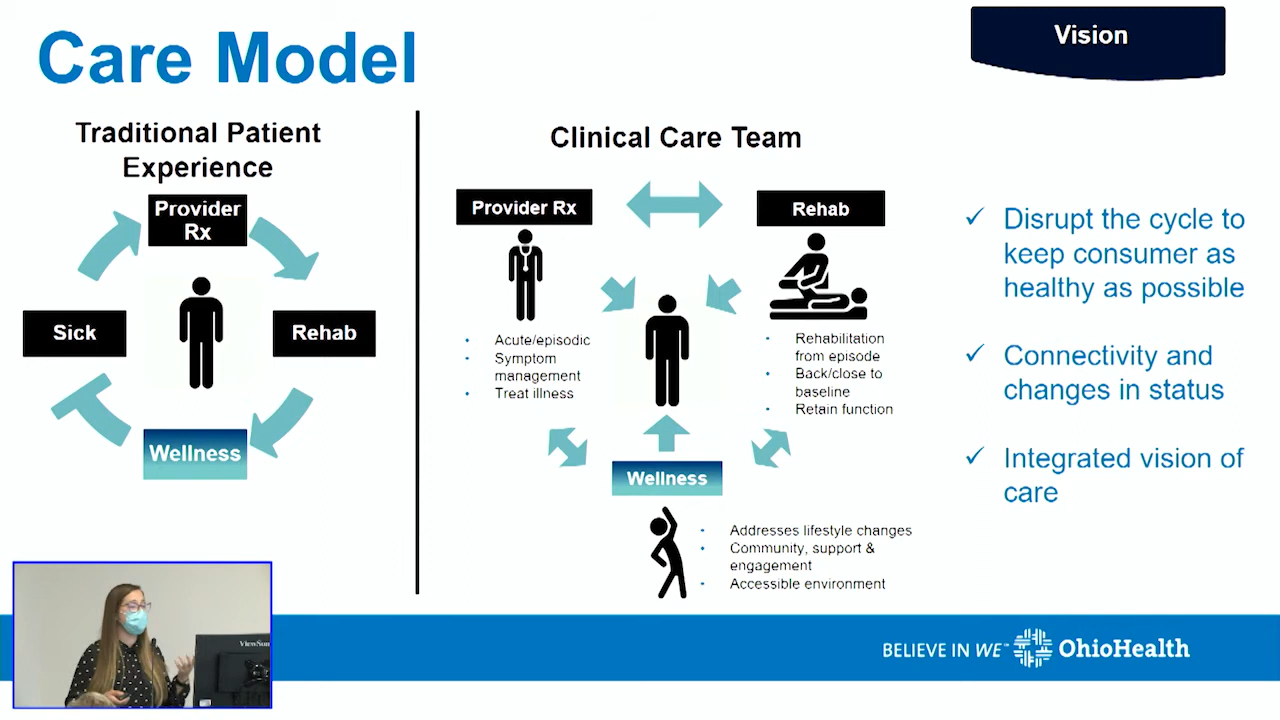 Care Model
Vision
Traditional Patient
Experience
Provider
Rx
Sick
Rehab
Wellness
Clinical Care Team
Provider Rx
Rehab
• Acute/episodic
• Symptom
management
• Treat illness
• Rehabilitation
from episode
• Back/close to
baseline
• Retain function
Wellness
• Addresses lifestyle changes
• Community, support &
engagement
• Accessible environment
✓ Disrupt the cycle to
keep consumer as
healthy as possible
✓ Connectivity and
changes in status
✓ Integrated vision of
care
BELIEVE IN WE™ OhioHealth